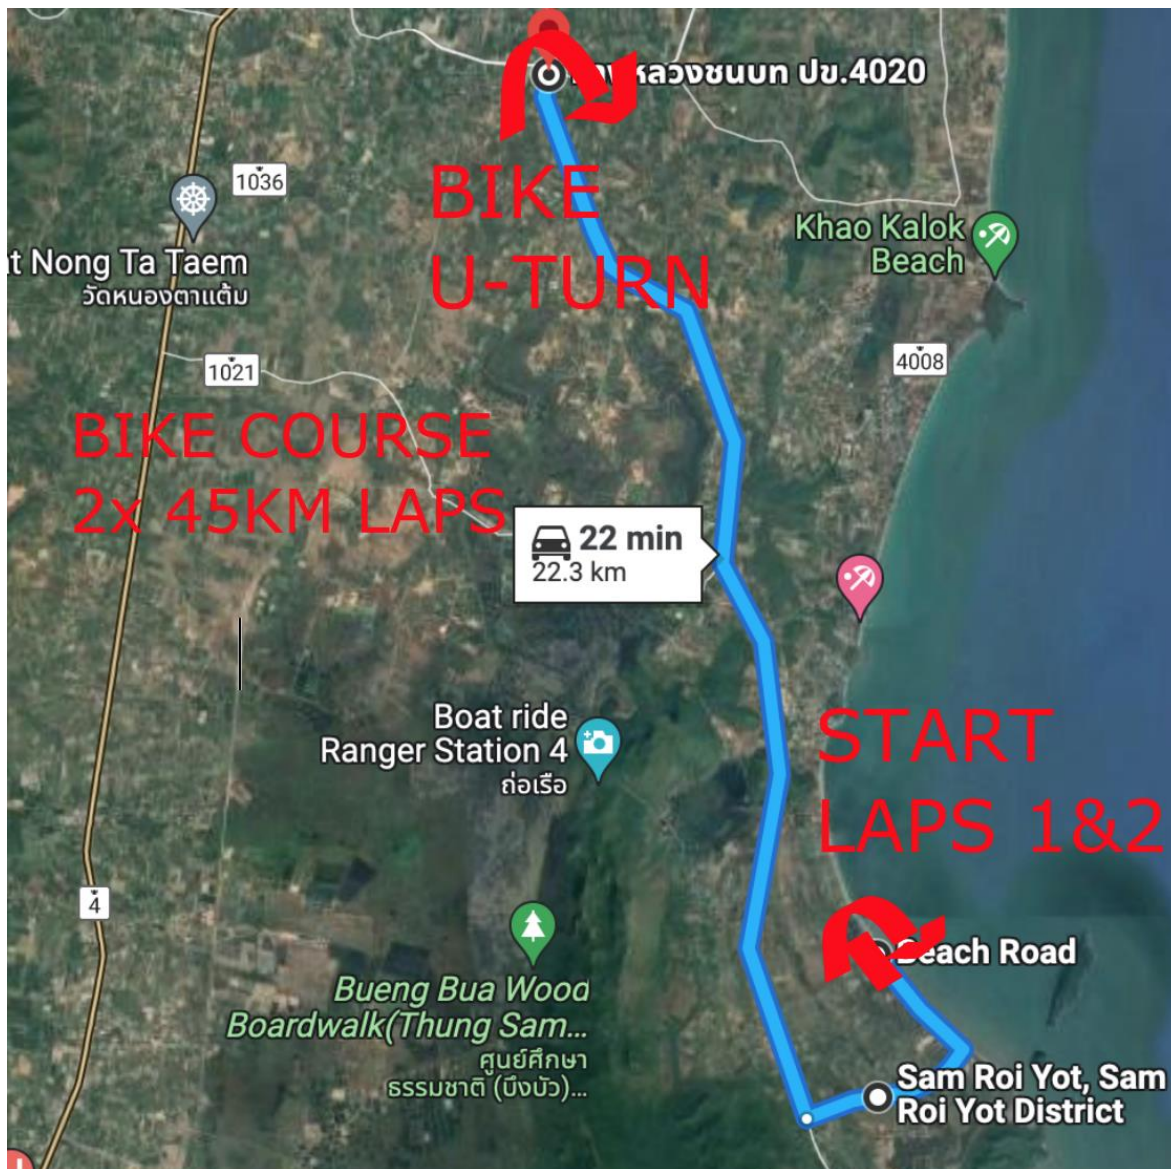 หลวงชนบท ปข.4020
1036
BIKE
U-TURN
Khao Kalok
Beach
t Nong Ta Taem
วัดหนองตาแต้ม
4008
1021
BIKE COURSE
2x 45KM LAPS
22 min
22.3 km
Boat ride
Ranger Station 4
ถ่อเรือ
START
LAPS 1&2
4
Beach Road
Bueng Bua Wood
Boardwalk(Thung Sam...
ศูนย์ศึกษา
ธรรมชาติ (บึงบัว)...
Sam Roi Yot, Sam
Roi Yot District